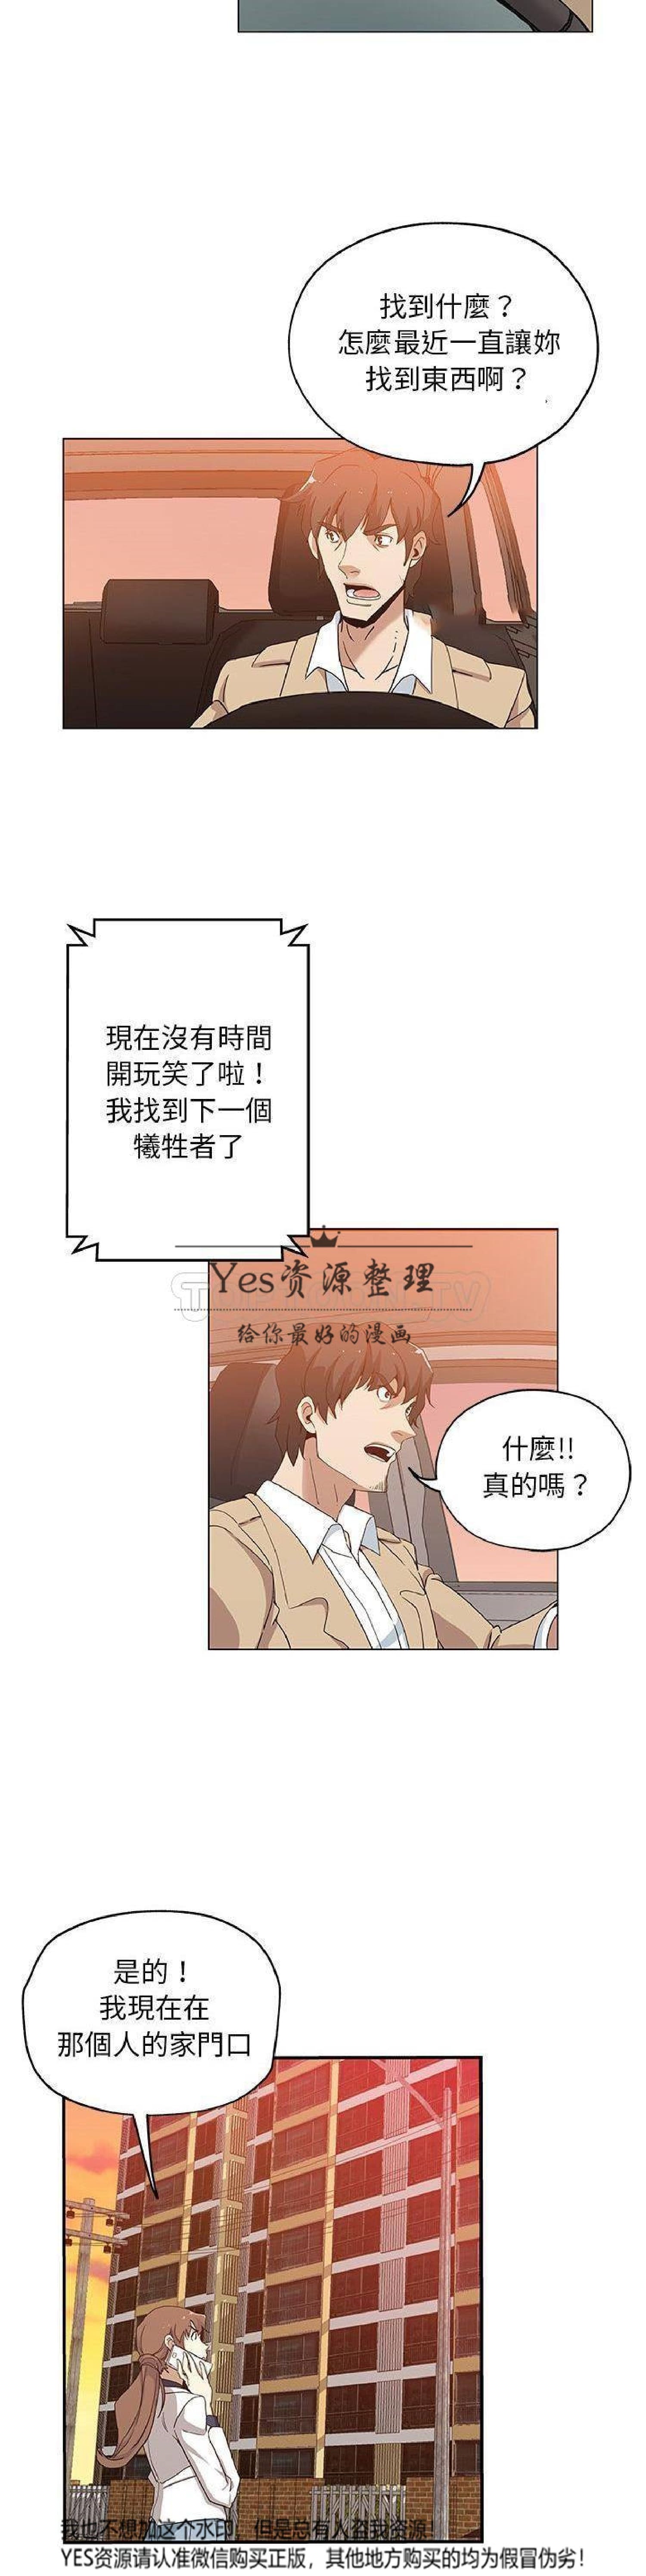 找到什麼？
怎麼最近一直讓妳
找到東西啊？
現在沒有時間
開玩笑了啦！
我找到下一個
犧牲者了
Yes资源整理
给你最好的漫画
什麼!!
真的嗎？
是的！
我現在在
那個人的家門口
我也不想加这个水印，但是总有人盗我资源！
YES资源请认准微信购买正版，其他地方购买的均为假冒伪劣！